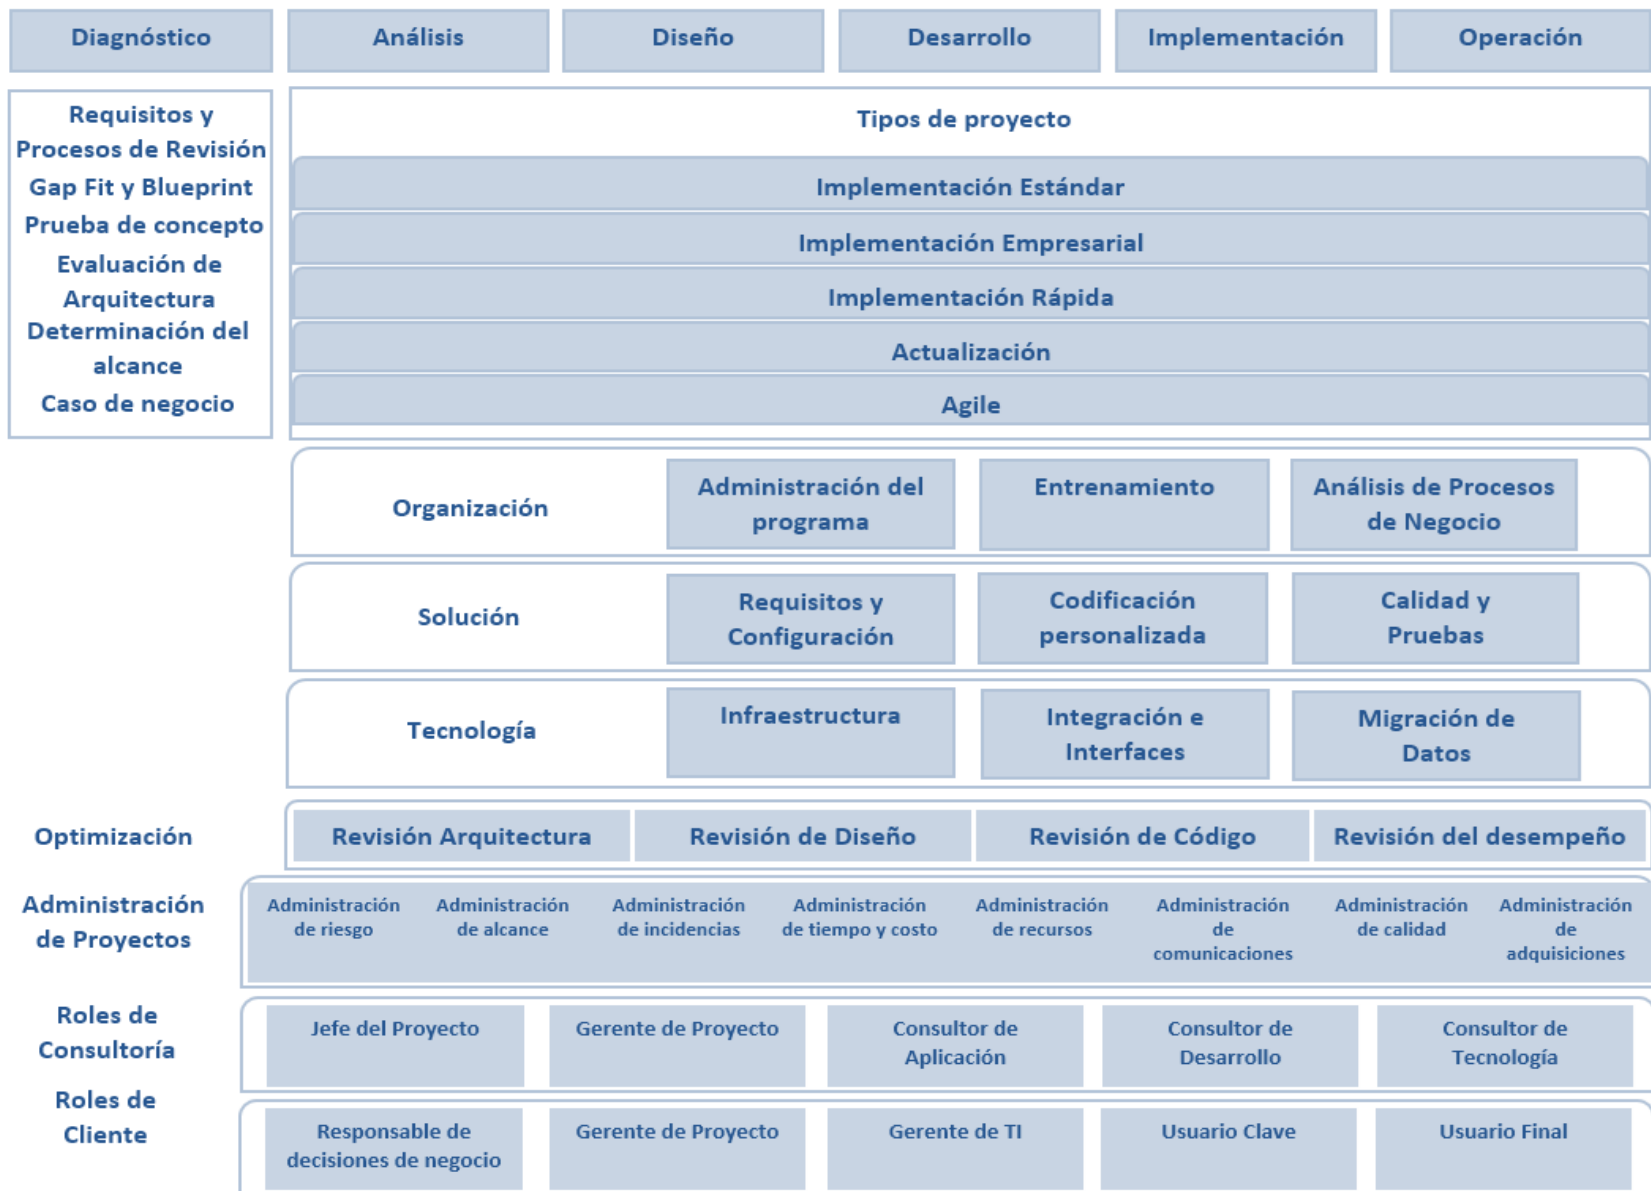 Diagnóstico
Análisis
Diseño
Desarrollo
Implementación
Operación
Requisitos y
Procesos de Revisión
Gap Fit y Blueprint
Prueba de concepto
Evaluación de
Arquitectura
Determinación del
alcance
Caso de negocio
Tipos de proyecto
Implementación Estándar
Implementación Empresarial
Implementación Rápida
Actualización
Agile
Organización
Administración del
programa
Entrenamiento
Análisis de Procesos
de Negocio
Solución
Requisitos y
Configuración
Codificación
personalizada
Calidad y
Pruebas
Tecnología
Infraestructura
Integración e
Interfaces
Migración de
Datos
Optimización
Revisión Arquitectura
Revisión de Diseño
Revisión de Código
Revisión del desempeño
Administración
de Proyectos
Administración
de riesgo
Administración
de alcance
Administración
de incidencias
Administración
de tiempo y costo
Administración
de recursos
Administración
de
comunicaciones
Administración
de calidad
Administración
de
adquisiciones
Roles de
Consultoría
Jefe del Proyecto
Gerente de Proyecto
Consultor de
Aplicación
Consultor de
Desarrollo
Consultor de
Tecnología
Roles de
Cliente
Responsable de
decisiones de negocio
Gerente de Proyecto
Gerente de TI
Usuario Clave
Usuario Final